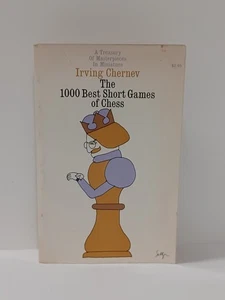 A Treasury
Of Masterpieces
In Miniature
Irving Chernev
The
1000 Best Short Games
of Chess